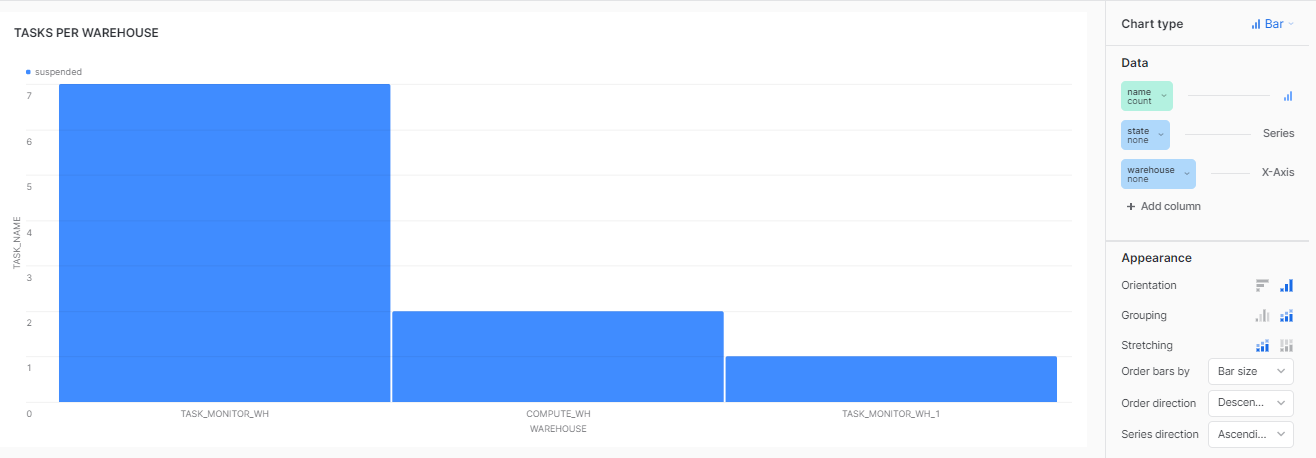 TASKS PER WAREHOUSE
suspended
7
6
5
4
3
2
1
0
TASK_NAME
TASK_MONITOR_WH
COMPUTE_WH
TASK_MONITOR_WH_1
WAREHOUSE
Chart type
Bar
Data
name
count
state
none
Series
warehouse
none
X-Axis
+ Add column
Appearance
Orientation
Grouping
Stretching
Order bars by
Bar size
Order direction
Descen...
Series direction
Ascendi...